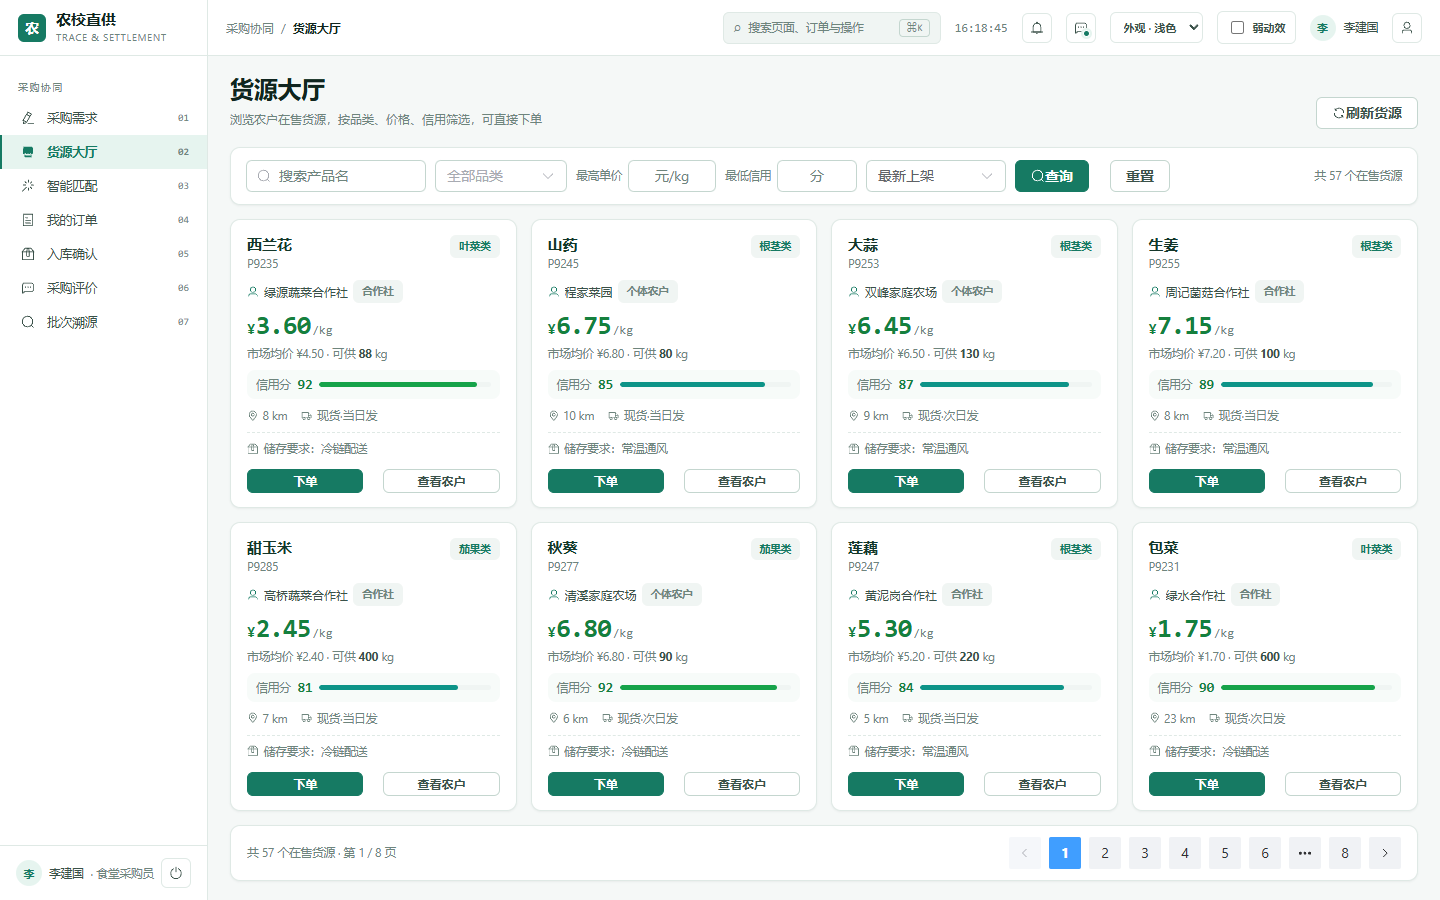 农
农校直供
TRACE & SETTLEMENT
采购协同
采购需求 01
货源大厅 02
智能匹配 03
我的订单 04
入库确认 05
采购评价 06
批次溯源 07
李 李建国 · 食堂采购员
采购协同 / 货源大厅
搜索页面、订单与操作 ⌘K
16:18:45
外观 · 浅色
弱动效
李 李建国
货源大厅
浏览农户在售货源，按品类、价格、信用筛选，可直接下单
刷新货源
搜索产品名 全部品类 最高单价 元/kg 最低信用 分 最新上架 查询 重置 共 57 个在售货源
西兰花 叶菜类
P9235
绿源蔬菜合作社 合作社
¥3.60/kg
市场均价 ¥4.50 · 可供 88 kg
信用分 92
8 km 现货·当日发
储存要求：冷链配送
下单 查看农户
山药 根茎类
P9245
程家菜园 个体农户
¥6.75/kg
市场均价 ¥6.80 · 可供 80 kg
信用分 85
10 km 现货·当日发
储存要求：常温通风
下单 查看农户
大蒜 根茎类
P9253
双峰家庭农场 个体农户
¥6.45/kg
市场均价 ¥6.50 · 可供 130 kg
信用分 87
9 km 现货·次日发
储存要求：常温通风
下单 查看农户
生姜 根茎类
P9255
周记菌菇合作社 合作社
¥7.15/kg
市场均价 ¥7.20 · 可供 100 kg
信用分 89
8 km 现货·当日发
储存要求：常温通风
下单 查看农户
甜玉米 茄果类
P9285
高桥蔬菜合作社 合作社
¥2.45/kg
市场均价 ¥2.40 · 可供 400 kg
信用分 81
7 km 现货·当日发
储存要求：冷链配送
下单 查看农户
秋葵 茄果类
P9277
清溪家庭农场 个体农户
¥6.80/kg
市场均价 ¥6.80 · 可供 90 kg
信用分 92
6 km 现货·次日发
储存要求：冷链配送
下单 查看农户
莲藕 根茎类
P9247
黄泥岗合作社 合作社
¥5.30/kg
市场均价 ¥5.20 · 可供 220 kg
信用分 84
5 km 现货·当日发
储存要求：常温通风
下单 查看农户
包菜 叶菜类
P9231
绿水合作社 合作社
¥1.75/kg
市场均价 ¥1.70 · 可供 600 kg
信用分 90
23 km 现货·次日发
储存要求：冷链配送
下单 查看农户
共 57 个在售货源 · 第 1 / 8 页
1 2 3 4 5 6 ••• 8